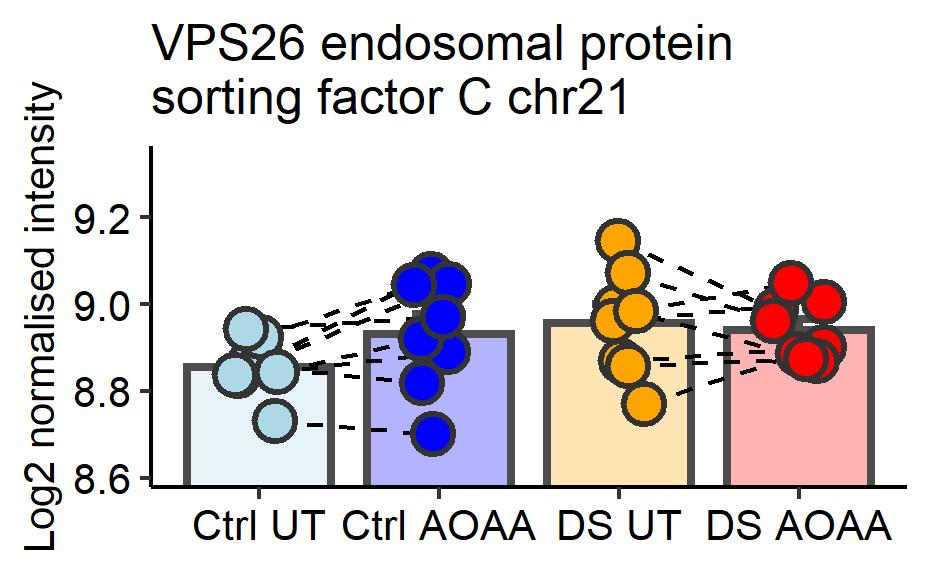 VPS26 endosomal protein
sorting factor C chr21
Log2 normalised intensity
9.2
9.0
8.8
8.6
Ctrl UT
Ctrl AOAA
DS UT
DS AOAA